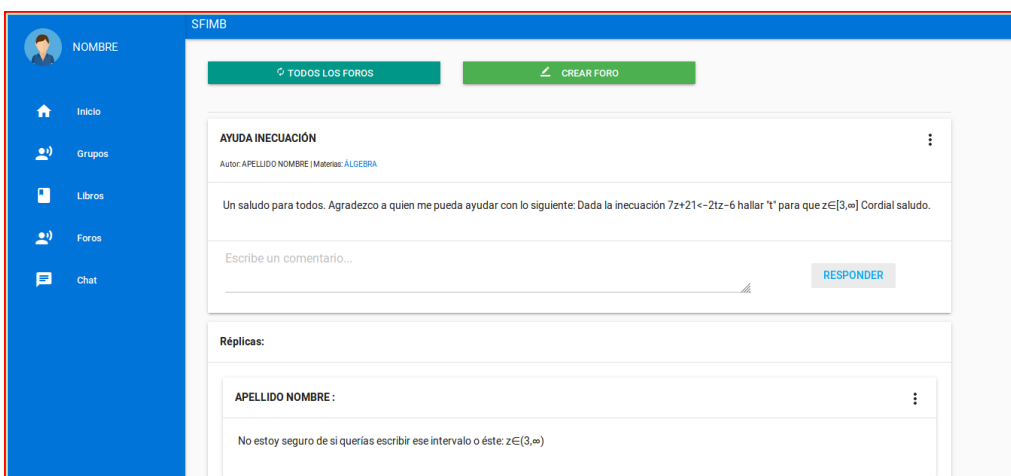 SFIMB
NOMBRE
Inicio
Grupos
Libros
Foros
Chat
TODOS LOS FOROS
CREAR FORO
AYUDA INECUACIÓN
Autor: APELLIDO NOMBRE | Materias: ÁLGEBRA
Un saludo para todos. Agradezco a quien me pueda ayudar con lo siguiente: Dada la inecuación 7z+21<−2tz−6 hallar "t" para que z∈[3,∞] Cordial saludo.
Escribe un comentario...
RESPONDER
Réplicas:
APELLIDO NOMBRE :
No estoy seguro de si querías escribir ese intervalo o éste: z∈(3,∞)